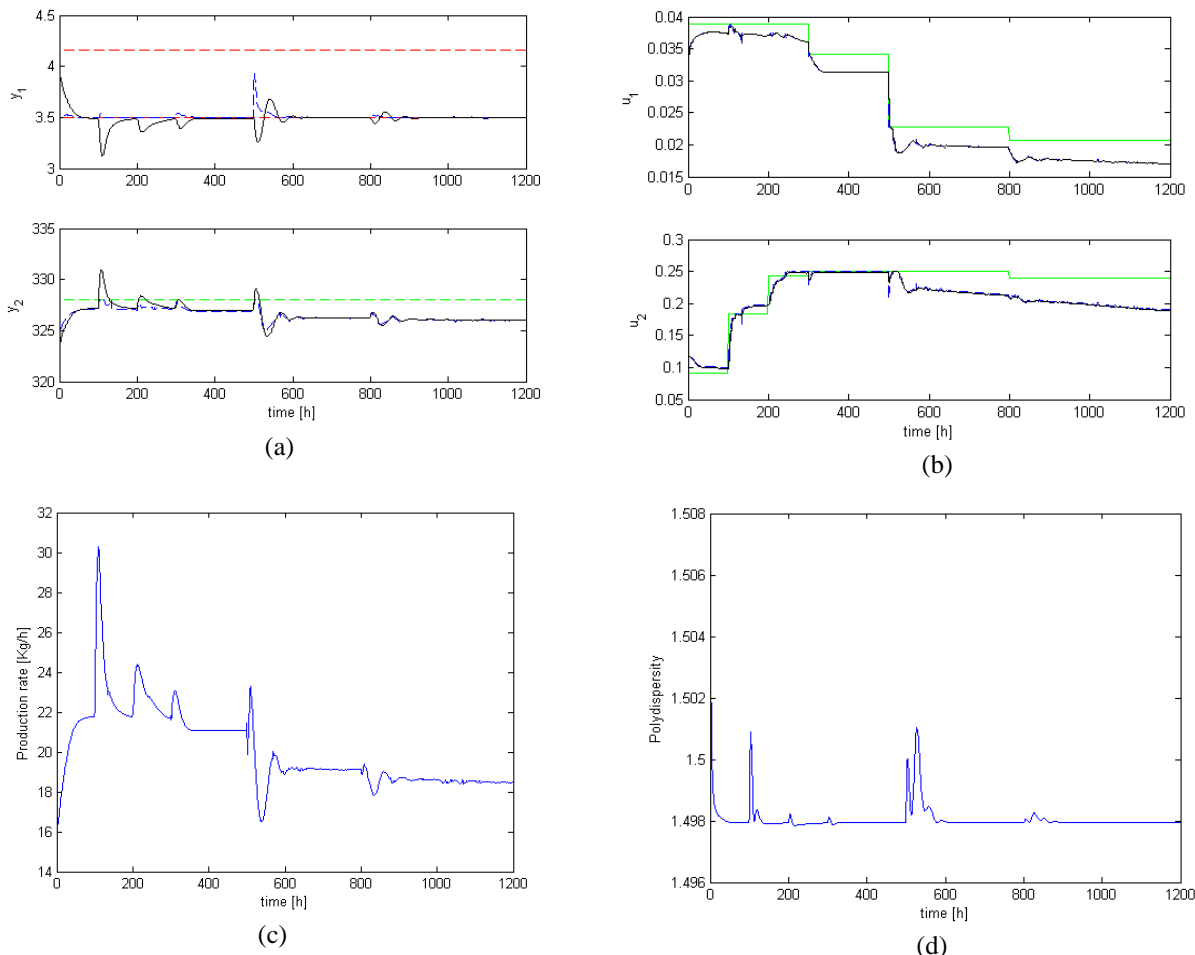 4.5
4
3.5
3
y1
0 200 400 600 800 1000 1200
335
330
325
320
y2
0 200 400 600 800 1000 1200
time [h]
(a)
0.04
0.035
0.03
0.025
0.02
0.015
u1
0 200 400 600 800 1000 1200
0.3
0.25
0.2
0.15
0.1
0.05
u2
0 200 400 600 800 1000 1200
time [h]
(b)
32
30
28
26
24
22
20
18
16
14
Production rate [Kg/h]
0 200 400 600 800 1000 1200
time [h]
(c)
1.508
1.506
1.504
1.502
1.5
1.498
1.496
Polydispersity
0 200 400 600 800 1000 1200
time [h]
(d)